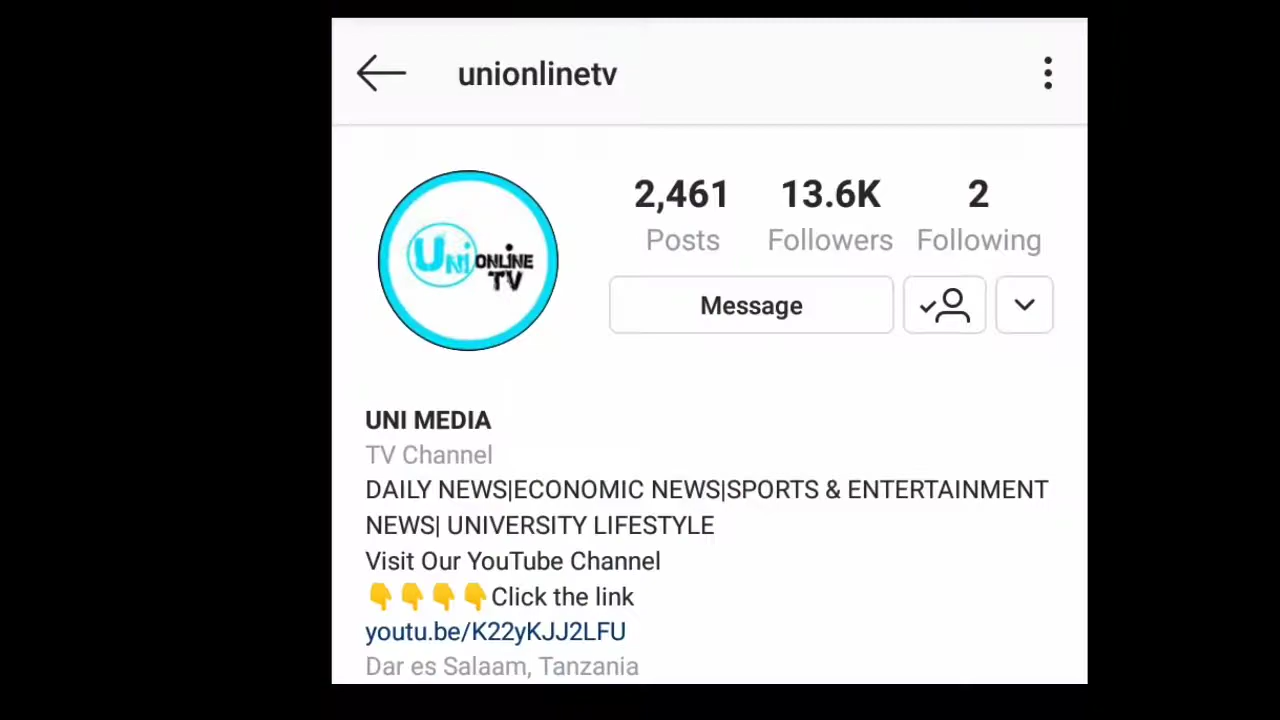 unionlinetv
2,461 13.6K 2
Posts Followers Following
UNI ONLINE
TV
Message
UNI MEDIA
TV Channel
DAILY NEWS|ECONOMIC NEWS|SPORTS & ENTERTAINMENT
NEWS| UNIVERSITY LIFESTYLE
Visit Our YouTube Channel
👇👇👇👇Click the link
youtu.be/K22yKJJ2LFU
Dar es Salaam, Tanzania